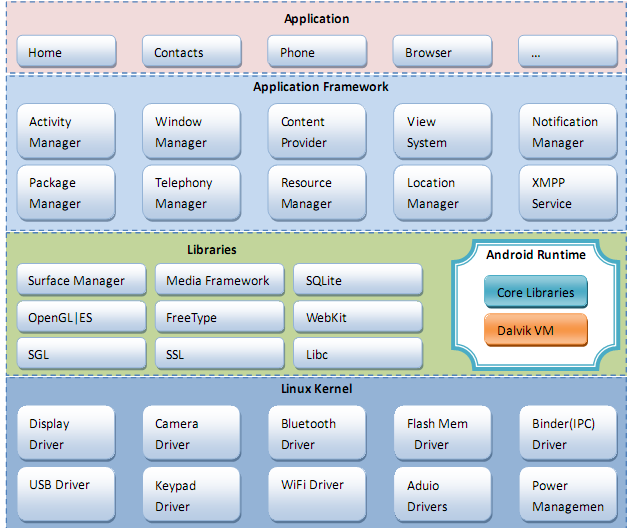 Application
Home
Contacts
Phone
Browser
...
Application Framework
Activity
Manager
Window
Manager
Content
Provider
View
System
Notification
Manager
Package
Manager
Telephony
Manager
Resource
Manager
Location
Manager
XMPP
Service
Libraries
Surface Manager
Media Framework
SQLite
OpenGL|ES
FreeType
WebKit
SGL
SSL
Libc
Android Runtime
Core Libraries
Dalvik VM
Linux Kernel
Display
Driver
Camera
Driver
Bluetooth
Driver
Flash Mem
Driver
Binder(IPC)
Driver
USB Driver
Keypad
Driver
WiFi Driver
Aduio
Drivers
Power
Managemen